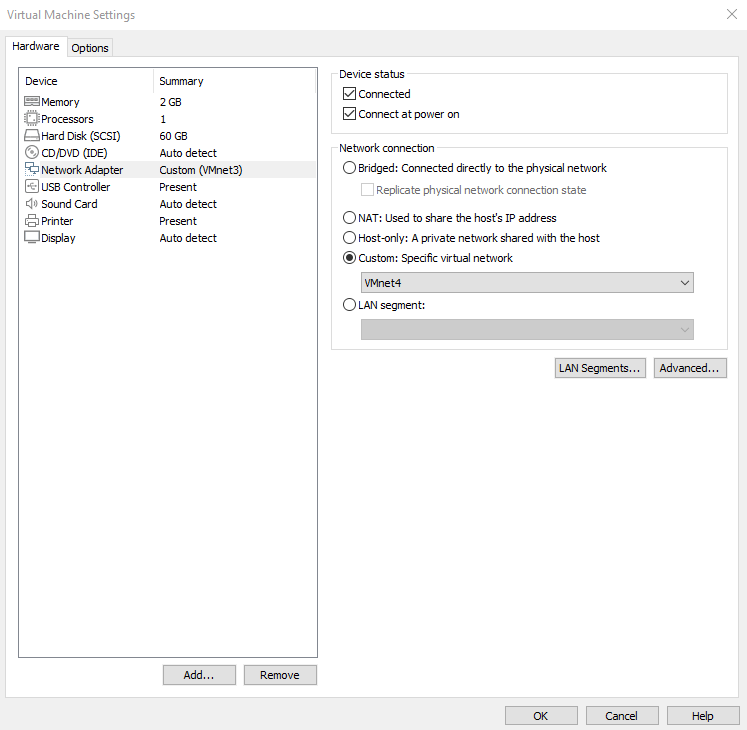 Virtual Machine Settings
Hardware
Options
Device Summary
Memory 2 GB
Processors 1
Hard Disk (SCSI) 60 GB
CD/DVD (IDE) Auto detect
Network Adapter Custom (VMnet3)
USB Controller Present
Sound Card Auto detect
Printer Present
Display Auto detect
Add...
Remove
Device status
Connected
Connect at power on
Network connection
Bridged: Connected directly to the physical network
Replicate physical network connection state
NAT: Used to share the host's IP address
Host-only: A private network shared with the host
Custom: Specific virtual network
VMnet4
LAN segment:
LAN Segments...
Advanced...
OK
Cancel
Help